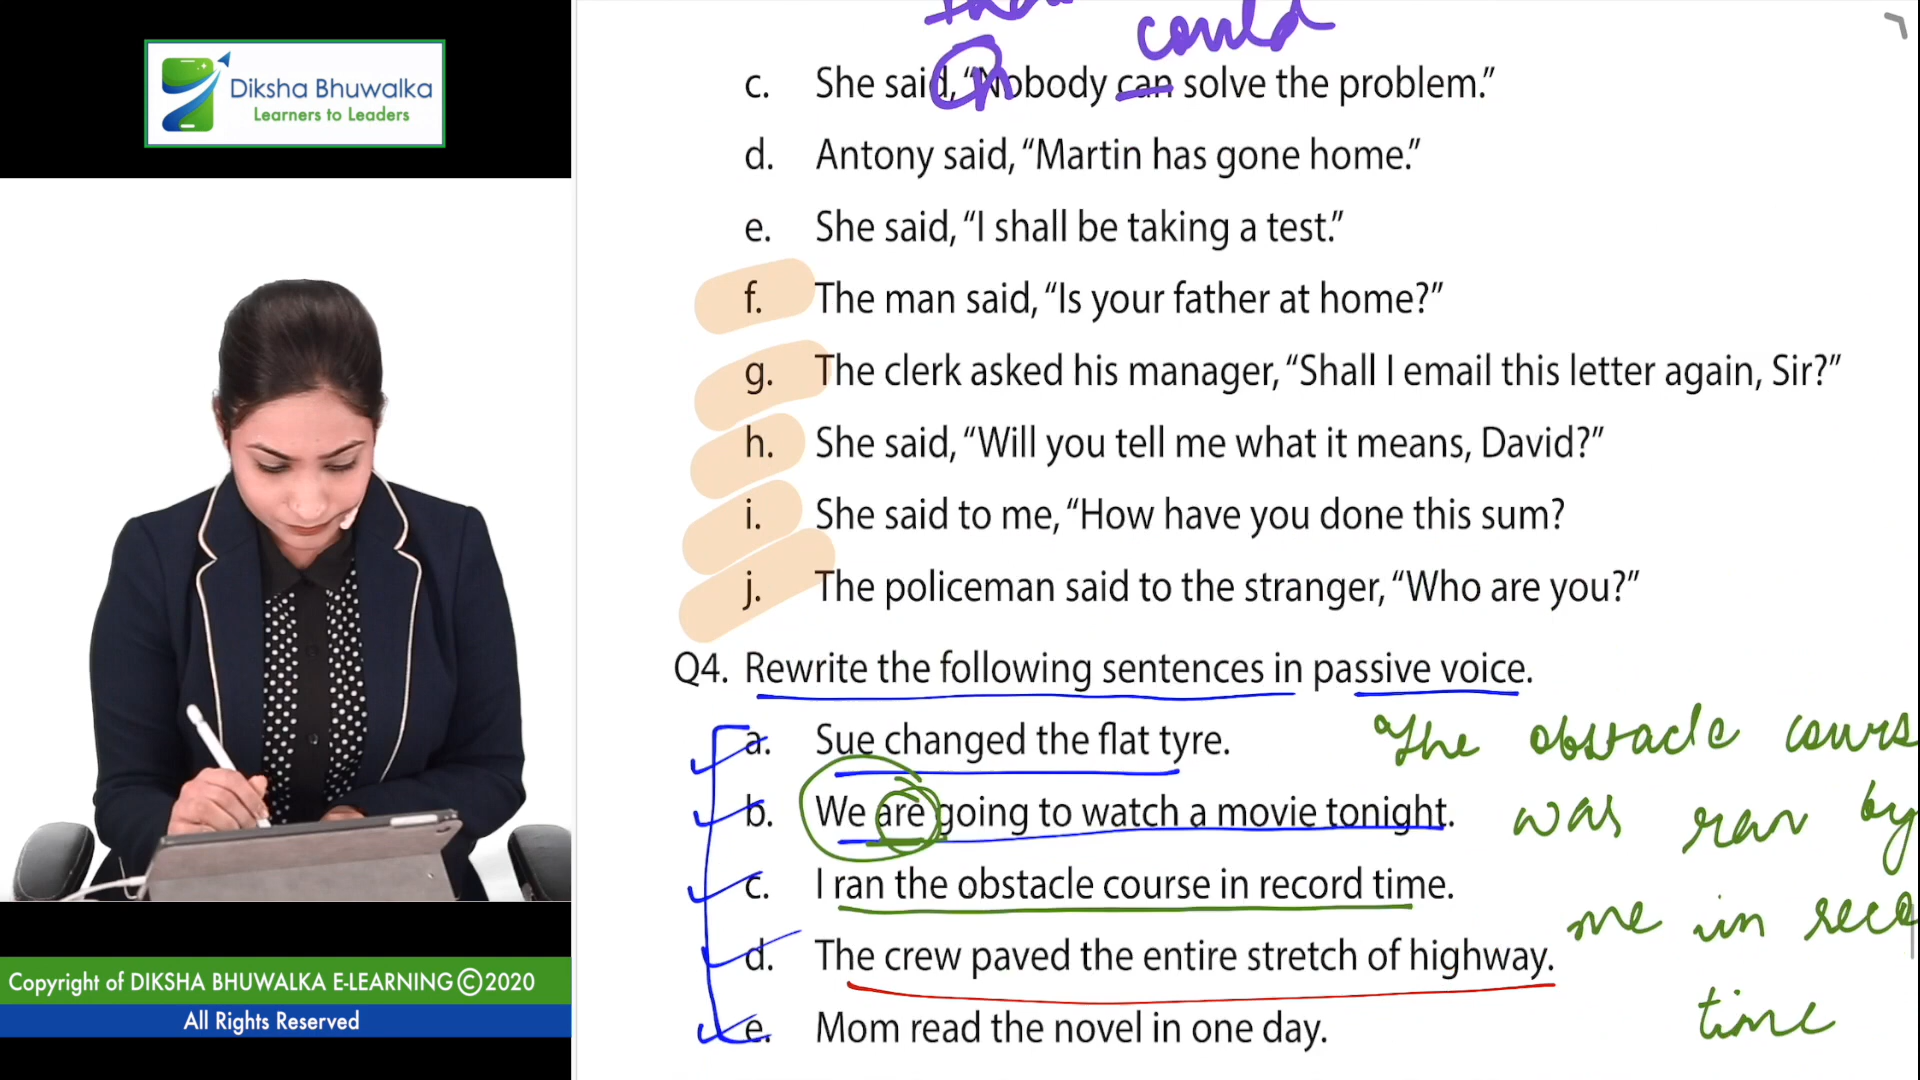 Diksha Bhuwalka
Learners to Leaders
could
c. She said, “Nobody can solve the problem.”
d. Antony said, “Martin has gone home.”
e. She said, “I shall be taking a test.”
f. The man said, “Is your father at home?”
g. The clerk asked his manager, “Shall I email this letter again, Sir?”
h. She said, “Will you tell me what it means, David?”
i. She said to me, “How have you done this sum?
j. The policeman said to the stranger, “Who are you?”
Q4. Rewrite the following sentences in passive voice.
a. Sue changed the flat tyre.
b. We are going to watch a movie tonight.
c. I ran the obstacle course in record time.
d. The crew paved the entire stretch of highway.
e. Mom read the novel in one day.
The obstacle cours
was ran by
me in reco
time
Copyright of DIKSHA BHUWALKA E-LEARNING ©2020
All Rights Reserved